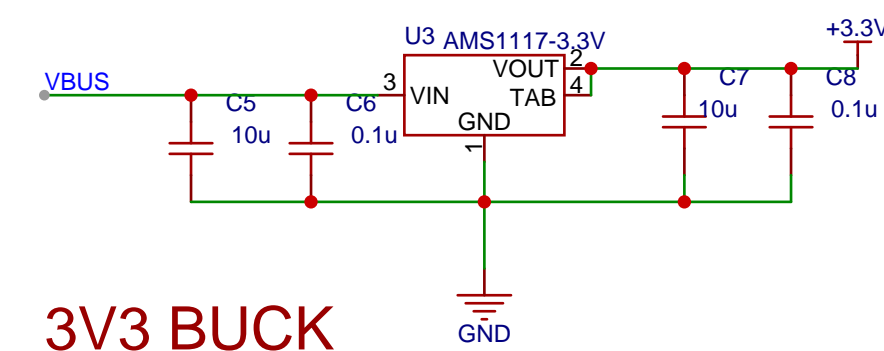 U3 AMS1117-3.3V
+3.3V
VBUS
3 VIN
VOUT 2
TAB 4
GND
1
C5
10u
C6
0.1u
C7
10u
C8
0.1u
3V3 BUCK
GND